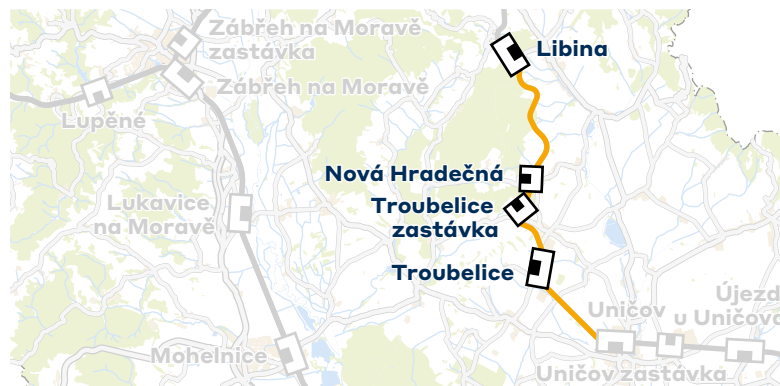 Zábřeh na Moravě
zastávka
Libina
Zábřeh na Moravě
Lupěné
Nová Hradečná
Lukavice
na Moravě
Troubelice
zastávka
Troubelice
Uničov
Újezd
u Uničova
Mohelnice
Uničov zastávka